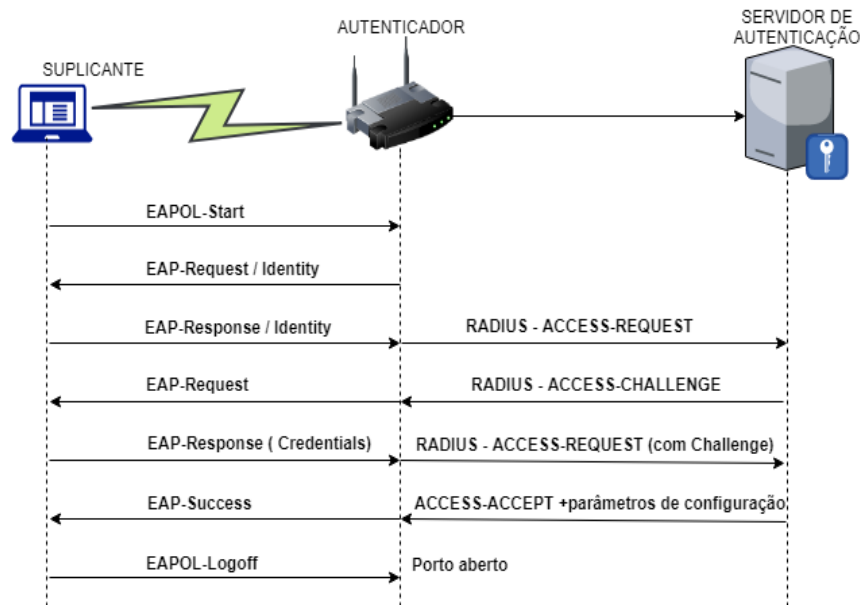 SUPLICANTE
AUTENTICADOR
SERVIDOR DE
AUTENTICAÇÃO
EAPOL-Start
EAP-Request / Identity
EAP-Response / Identity
RADIUS - ACCESS-REQUEST
EAP-Request
RADIUS - ACCESS-CHALLENGE
EAP-Response ( Credentials)
RADIUS - ACCESS-REQUEST (com Challenge)
EAP-Success
ACCESS-ACCEPT +parâmetros de configuração
EAPOL-Logoff
Porto aberto